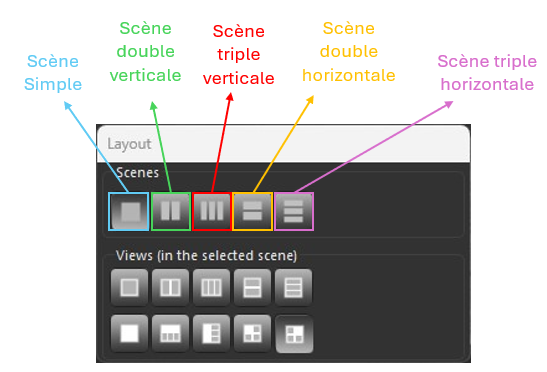 Scène
Simple
Scène
double
verticale
Scène
triple
verticale
Scène
double
horizontale
Scène triple
horizontale
Layout
Scenes
Views (in the selected scene)